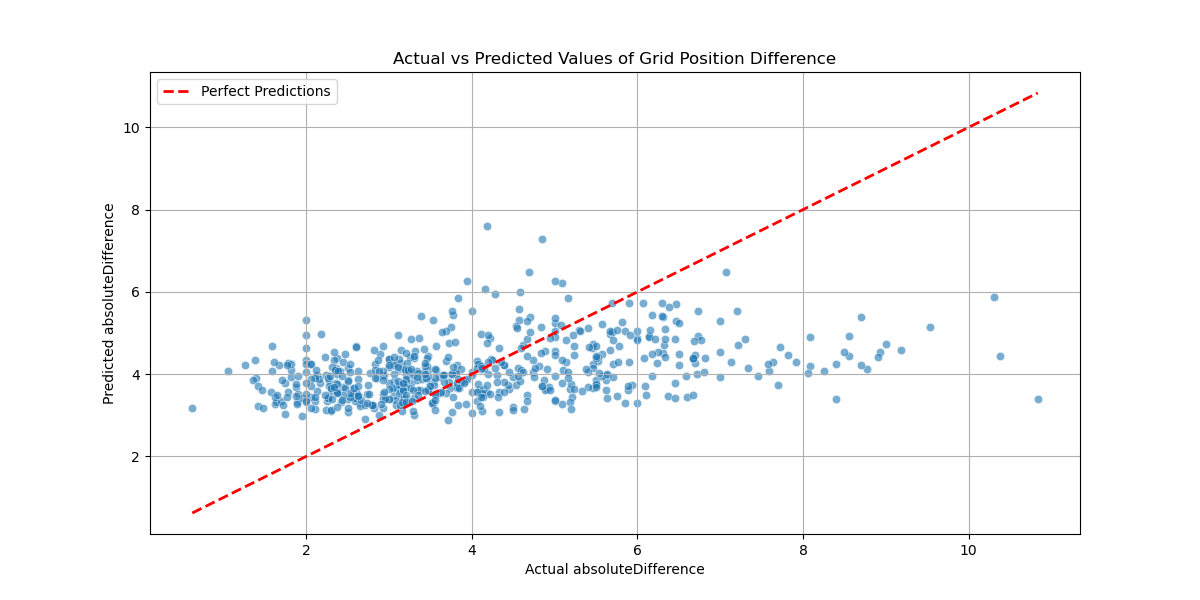 Actual vs Predicted Values of Grid Position Difference
Perfect Predictions
10
8
6
4
2
Predicted absoluteDifference
2 4 6 8 10
Actual absoluteDifference